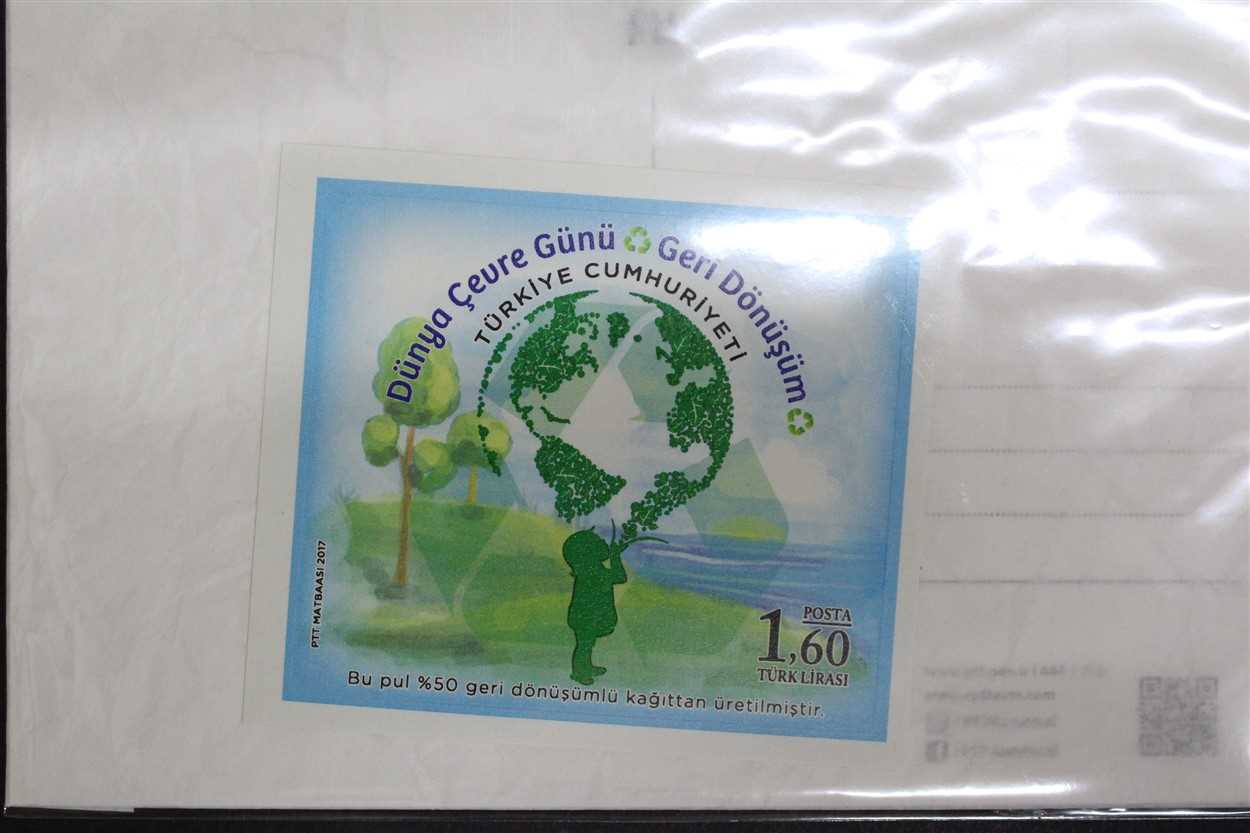 Dünya Çevre Günü Geri Dönüşüm
TÜRKİYE CUMHURİYETİ
PTT MATBAASI 2017
POSTA
1,60
TÜRK LİRASI
Bu pul %50 geri dönüşümlü kağıttan üretilmiştir.